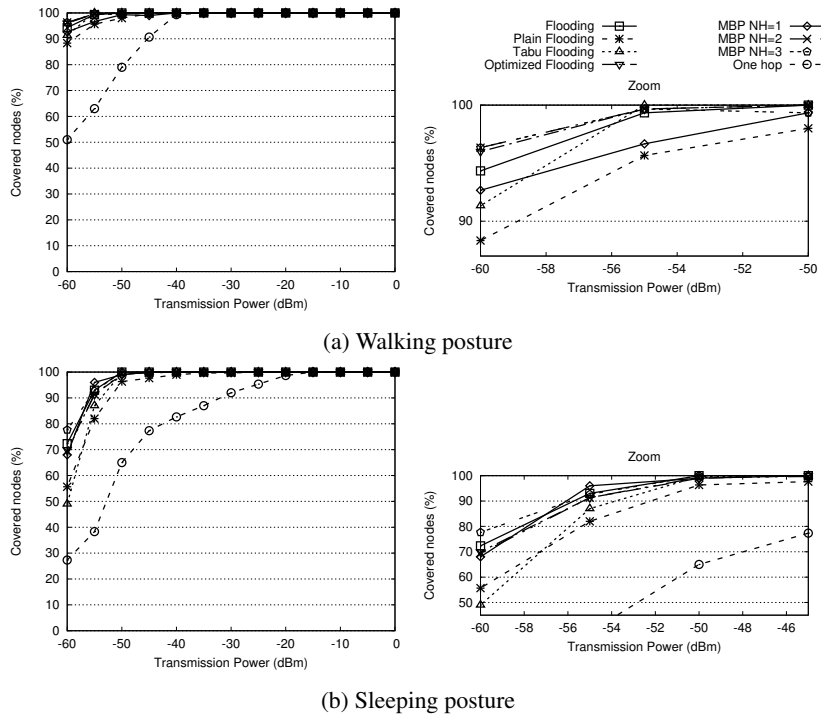 Flooding
Plain Flooding
Tabu Flooding
Optimized Flooding
MBP NH=1
MBP NH=2
MBP NH=3
One hop
100
90
80
70
60
50
40
30
20
10
0
Covered nodes (%)
-60 -50 -40 -30 -20 -10 0
Transmission Power (dBm)
Zoom
100
90
Covered nodes (%)
-60 -58 -56 -54 -52 -50
Transmission Power (dBm)
(a) Walking posture
100
90
80
70
60
50
40
30
20
10
0
Covered nodes (%)
-60 -50 -40 -30 -20 -10 0
Transmission Power (dBm)
Zoom
100
90
80
70
60
50
Covered nodes (%)
-60 -58 -56 -54 -52 -50 -48 -46
Transmission Power (dBm)
(b) Sleeping posture